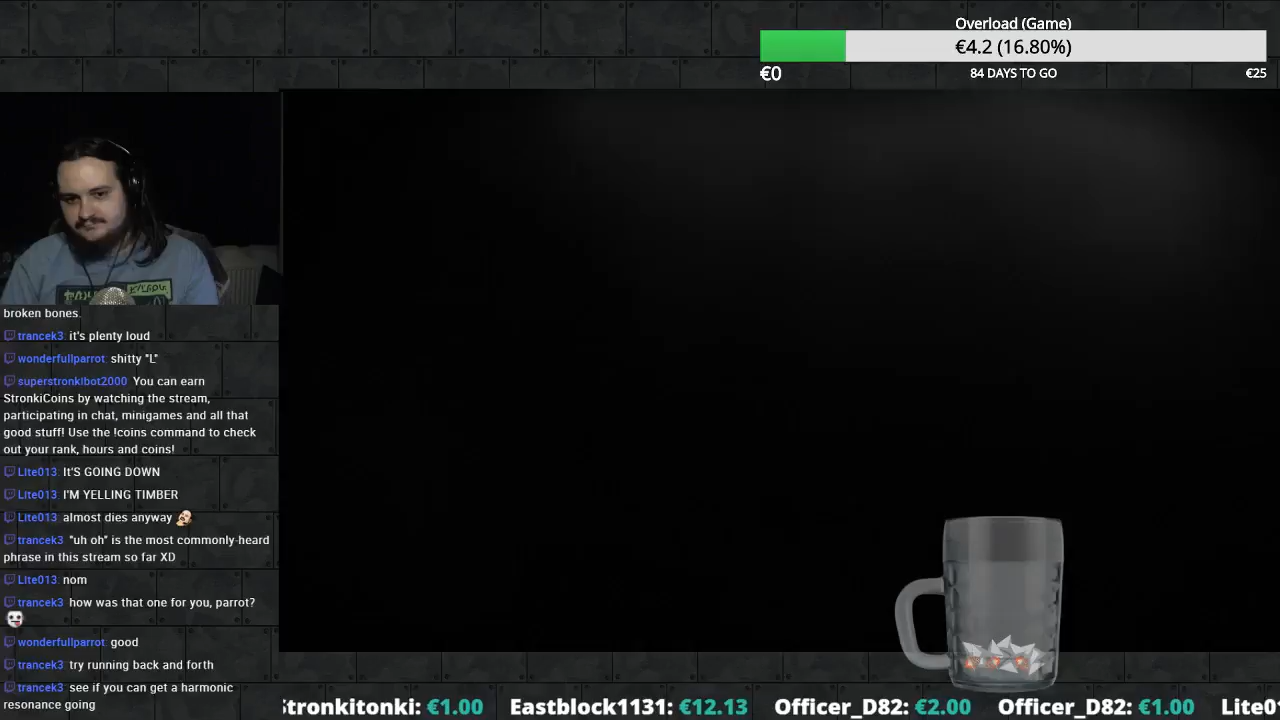 Overload (Game)
€4.2 (16.80%)
€0
84 DAYS TO GO
€25
broken bones.
trancek3: it's plenty loud
wonderfullparrot: shitty "L"
superstronkibot2000: You can earn
StronkiCoins by watching the stream,
participating in chat, minigames and all that
good stuff! Use the !coins command to check
out your rank, hours and coins!
Lite013: IT'S GOING DOWN
Lite013: I'M YELLING TIMBER
Lite013: almost dies anyway
trancek3: "uh oh" is the most commonly-heard
phrase in this stream so far XD
Lite013: nom
trancek3: how was that one for you, parrot?
wonderfullparrot: good
trancek3: try running back and forth
trancek3: see if you can get a harmonic
resonance going
Stronkitonki: €1.00 Eastblock1131: €12.13 Officer_D82: €2.00 Officer_D82: €1.00